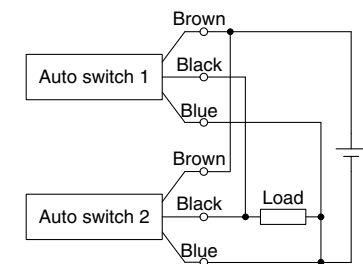 Brown
Auto switch 1
Black
Blue
Brown
Auto switch 2
Black
Load
Blue